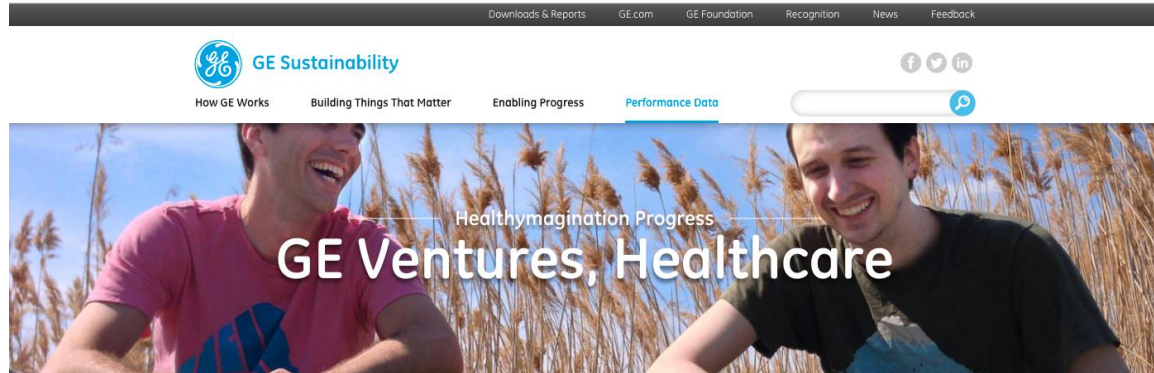 Downloads & Reports GE.com GE Foundation Recognition News Feedback
GE Sustainability
How GE Works Building Things That Matter Enabling Progress Performance Data
Healthymagination Progress
GE Ventures, Healthcare